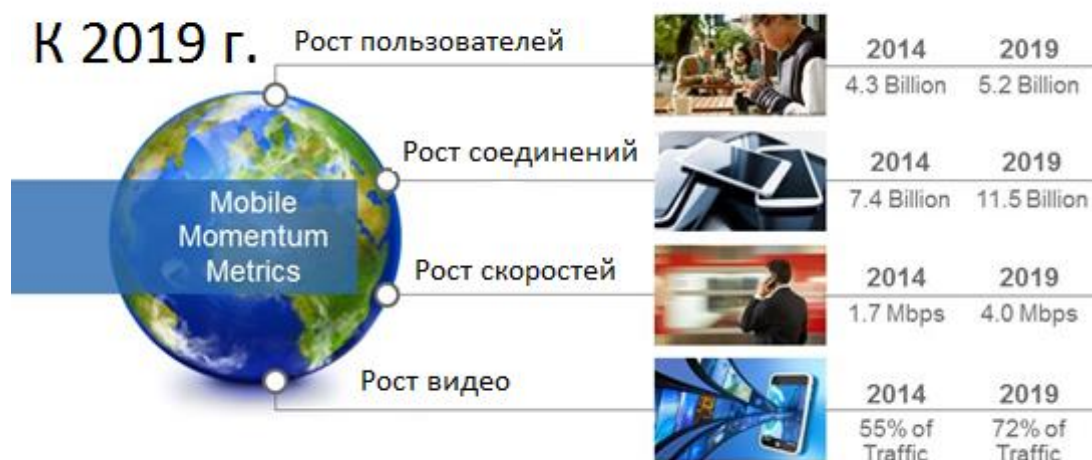 К 2019 г.
Рост пользователей
2014 2019
4.3 Billion 5.2 Billion
Рост соединений
2014 2019
7.4 Billion 11.5 Billion
Mobile
Momentum
Metrics
Рост скоростей
2014 2019
1.7 Mbps 4.0 Mbps
Рост видео
2014 2019
55% of 72% of
Traffic Traffic